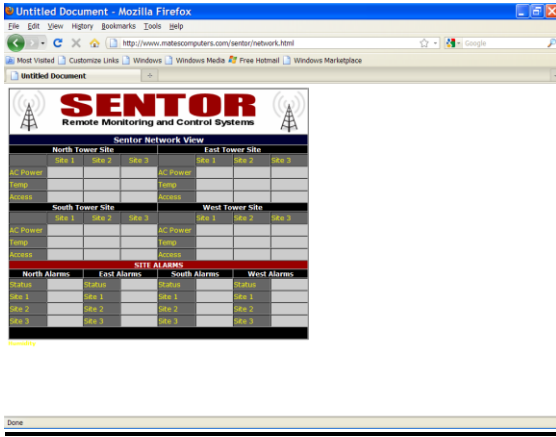 Untitled Document - Mozilla Firefox
File Edit View History Bookmarks Tools Help
http://www.matescomputers.com/sentor/network.html Google
Most Visited Customize Links Windows Windows Media Free Hotmail Windows Marketplace
Untitled Document
SENTOR
Remote Monitoring and Control Systems
Sentor Network View
North Tower Site East Tower Site
Site 1 Site 2 Site 3 Site 1 Site 2 Site 3
AC Power AC Power
Temp Temp
Access Access
South Tower Site West Tower Site
Site 1 Site 2 Site 3 Site 1 Site 2 Site 3
AC Power AC Power
Temp Temp
Access Access
SITE ALARMS
North Alarms East Alarms South Alarms West Alarms
Status Status Status Status
Site 1 Site 1 Site 1 Site 1
Site 2 Site 2 Site 2 Site 2
Site 3 Site 3 Site 3 Site 3
Done